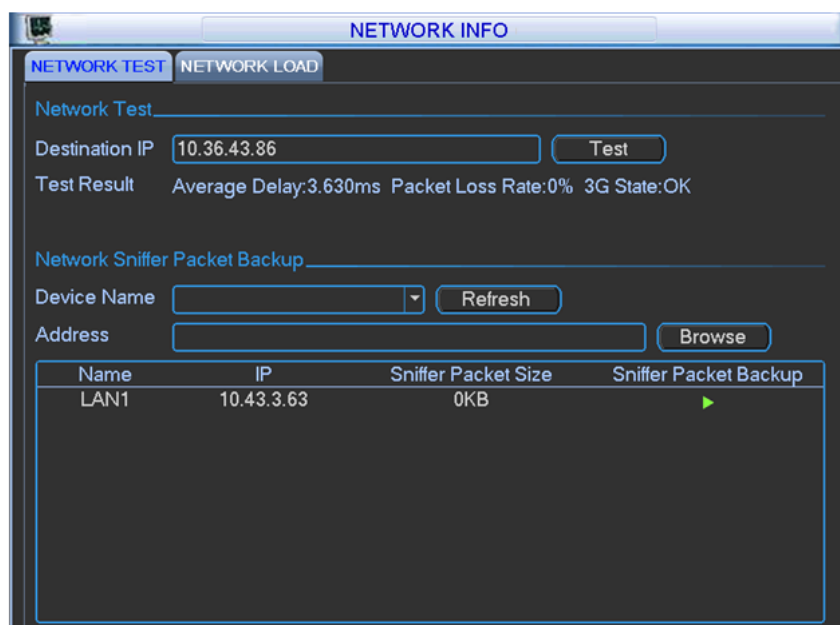 NETWORK INFO
NETWORK TEST NETWORK LOAD
Network Test
Destination IP 10.36.43.86 Test
Test Result Average Delay:3.630ms Packet Loss Rate:0% 3G State:OK
Network Sniffer Packet Backup
Device Name Refresh
Address Browse
Name IP Sniffer Packet Size Sniffer Packet Backup
LAN1 10.43.3.63 0KB